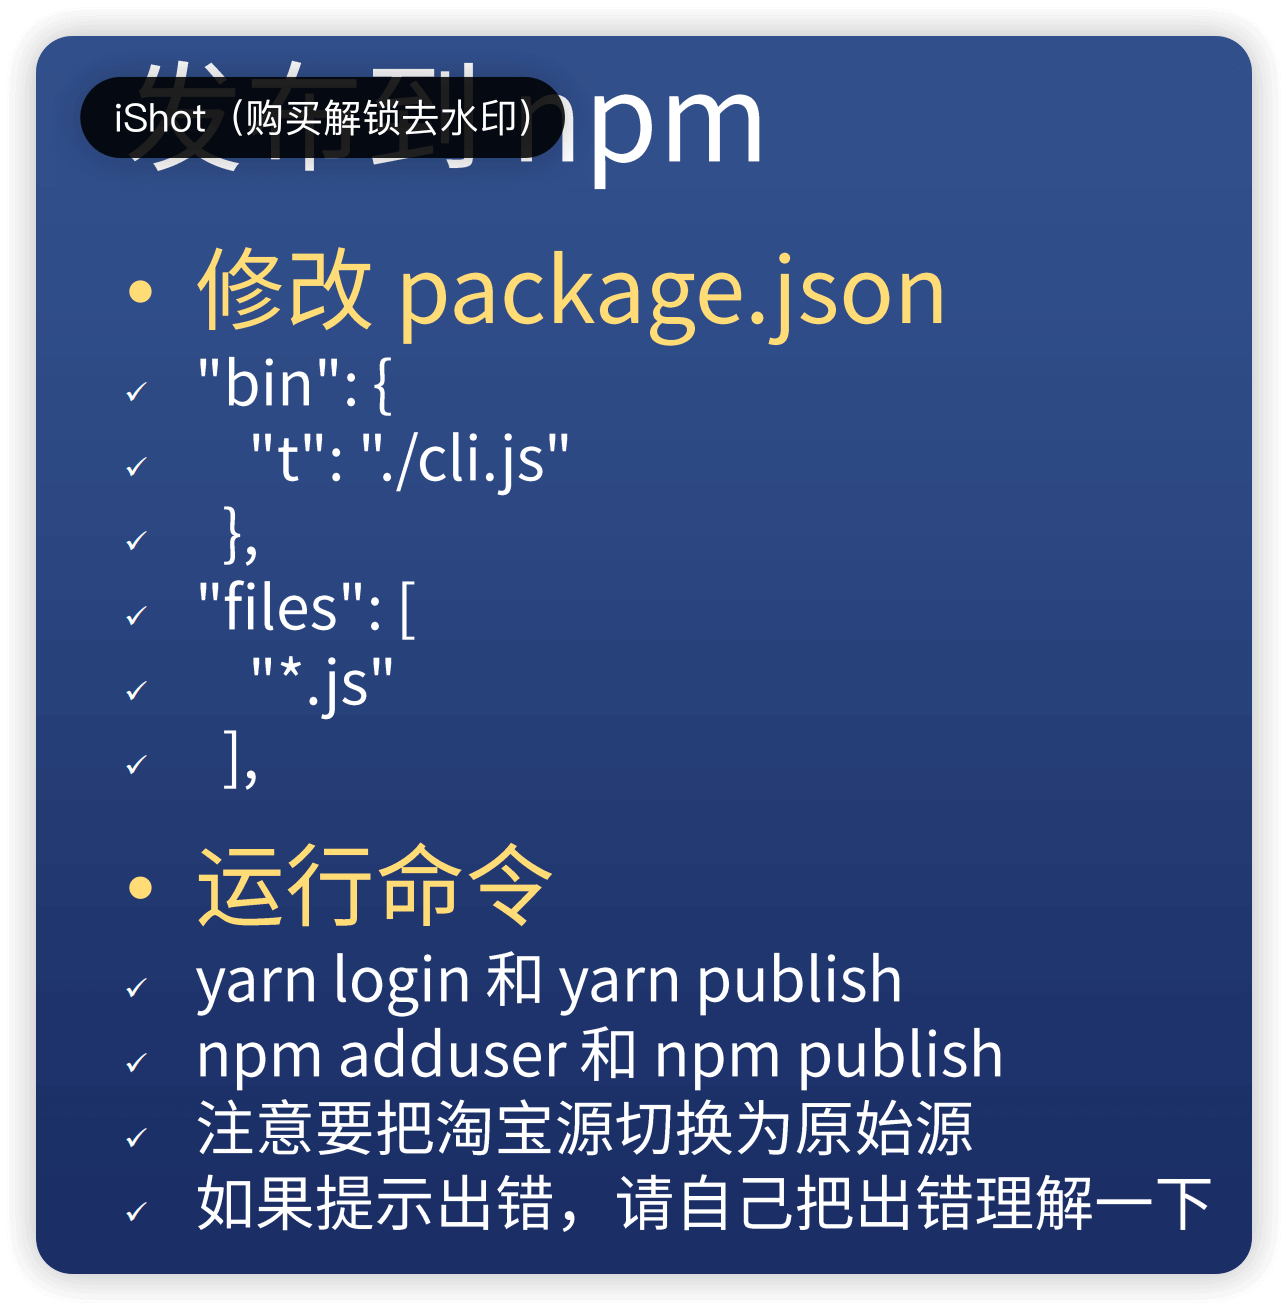 发布到 npm
iShot（购买解锁去水印）
• 修改 package.json
✓ "bin": {
✓ "t": "./cli.js"
✓ },
✓ "files": [
✓ "*.js"
✓ ],
• 运行命令
✓ yarn login 和 yarn publish
✓ npm adduser 和 npm publish
✓ 注意要把淘宝源切换为原始源
✓ 如果提示出错，请自己把出错理解一下